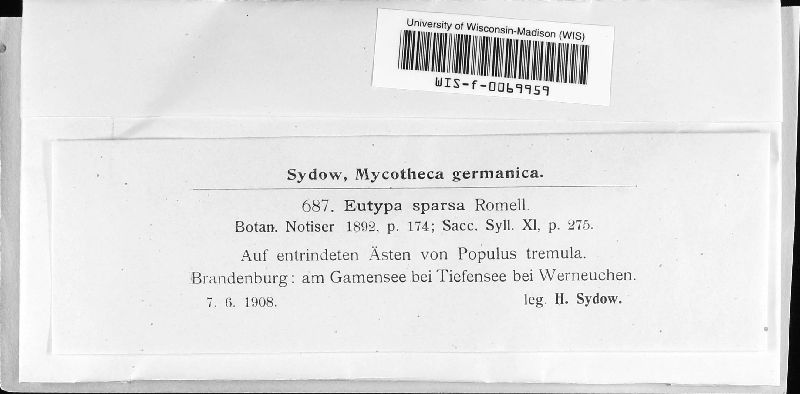 University of Wisconsin-Madison (WIS)
WIS-f-0069959
Sydow, Mycotheca germanica.
687. Eutypa sparsa Romell.
Botan. Notiser 1892, p. 174; Sacc. Syll. XI, p. 275.
Auf entrindeten Ästen von Populus tremula.
Brandenburg: am Gamensee bei Tiefensee bei Werneuchen.
7. 6. 1908. leg. H. Sydow.